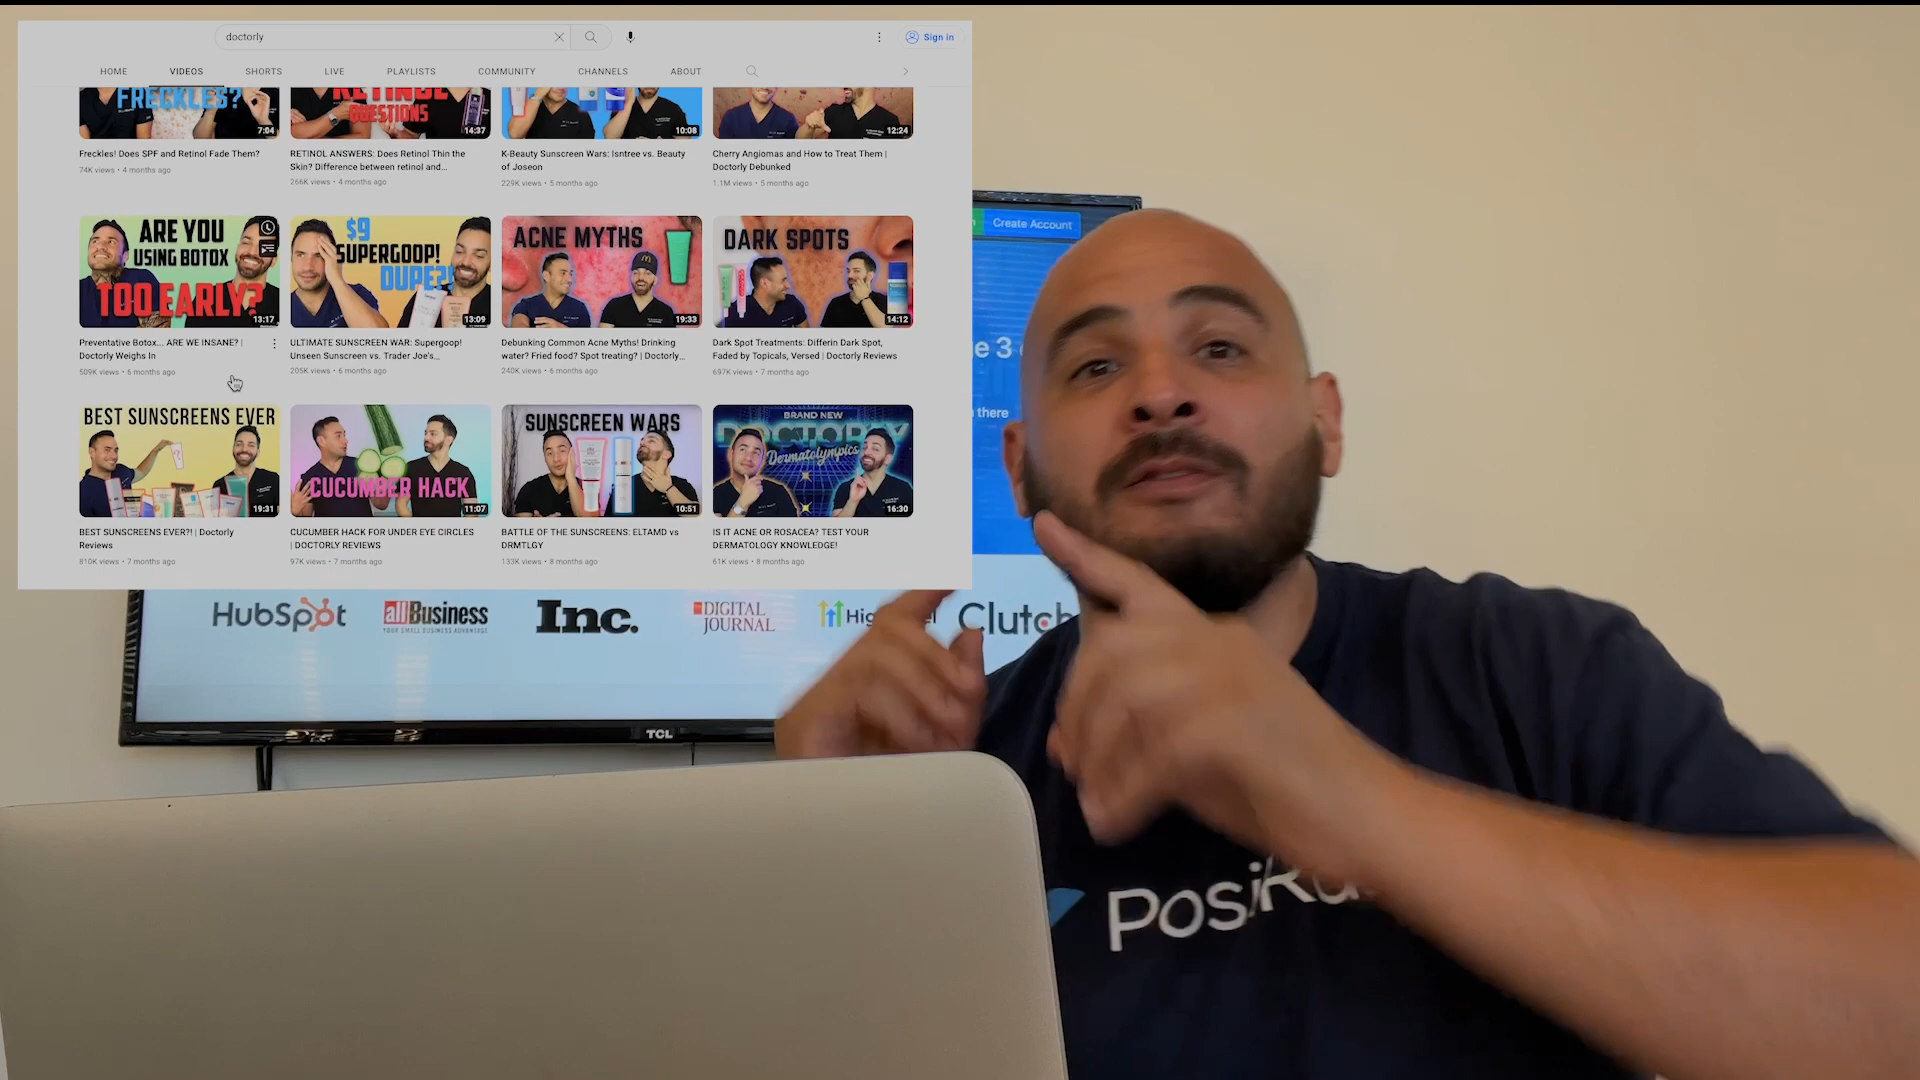 doctorly
Sign in
HOME
VIDEOS
SHORTS
LIVE
PLAYLISTS
COMMUNITY
CHANNELS
ABOUT
FRECKLES?
7:04
RETINOL
QUESTIONS
14:37
10:08
12:24
Freckles! Does SPF and Retinol Fade Them?
74K views • 4 months ago
RETINOL ANSWERS: Does Retinol Thin the
Skin? Difference between retinol and...
266K views • 4 months ago
K-Beauty Sunscreen Wars: Isntree vs. Beauty
of Joseon
229K views • 5 months ago
Cherry Angiomas and How to Treat Them |
Doctorly Debunked
1.1M views • 5 months ago
ARE YOU
USING BOTOX
TOO EARLY?
13:17
$9
SUPERGOOP!
DUPE?!
13:09
ACNE MYTHS
19:33
DARK SPOTS
14:12
Preventative Botox... ARE WE INSANE? |
Doctorly Weighs In
509K views • 6 months ago
ULTIMATE SUNSCREEN WAR: Supergoop!
Unseen Sunscreen vs. Trader Joe's...
205K views • 6 months ago
Debunking Common Acne Myths! Drinking
water? Fried food? Spot treating? | Doctorly...
240K views • 6 months ago
Dark Spot Treatments: Differin Dark Spot,
Faded by Topicals, Versed | Doctorly Reviews
697K views • 7 months ago
BEST SUNSCREENS EVER
19:31
CUCUMBER HACK
11:07
SUNSCREEN WARS
10:51
BRAND NEW
DOCTORLY
Dermatolympics
16:30
BEST SUNSCREENS EVER?! | Doctorly
Reviews
810K views • 7 months ago
CUCUMBER HACK FOR UNDER EYE CIRCLES
| DOCTORLY REVIEWS
97K views • 7 months ago
BATTLE OF THE SUNSCREENS: ELTAMD vs
DRMTLGY
133K views • 8 months ago
IS IT ACNE OR ROSACEA? TEST YOUR
DERMATOLOGY KNOWLEDGE!
61K views • 8 months ago
Create Account
e 3
there
HubSpot
allBusiness
YOUR SMALL BUSINESS ADVANTAGE
Inc.
DIGITAL
JOURNAL
Clutch
TCL